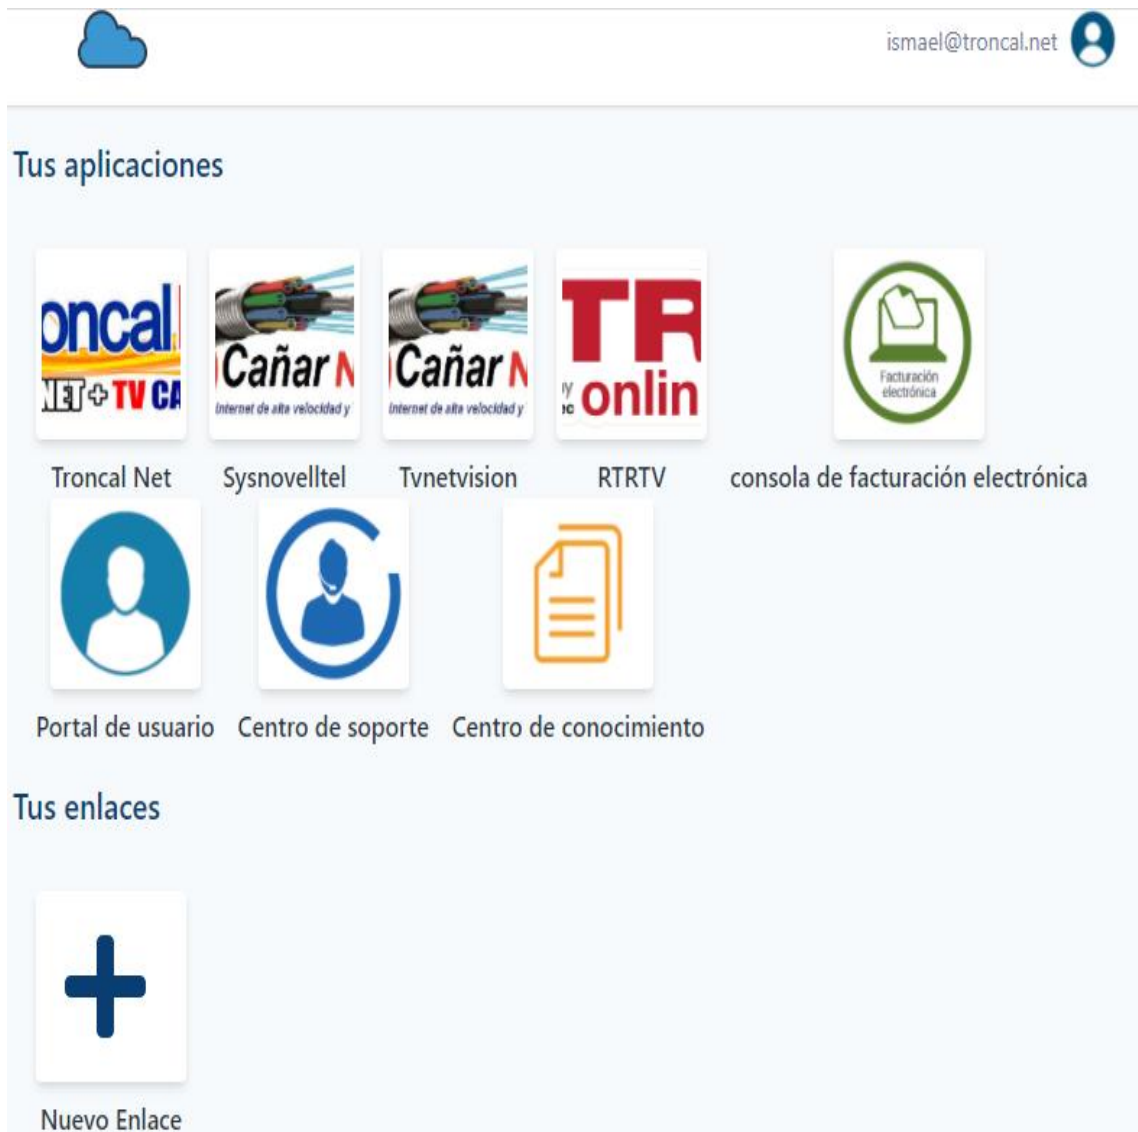 ismael@troncal.net
Tus aplicaciones
oncal
NET + TV CA
Cañar N
Internet de alta velocidad y
Cañar N
Internet de alta velocidad y
TR
onlin
Facturación
electrónica
Troncal Net
Sysnovelltel
Tvnetvision
RTRTV
consola de facturación electrónica
Portal de usuario
Centro de soporte
Centro de conocimiento
Tus enlaces
Nuevo Enlace